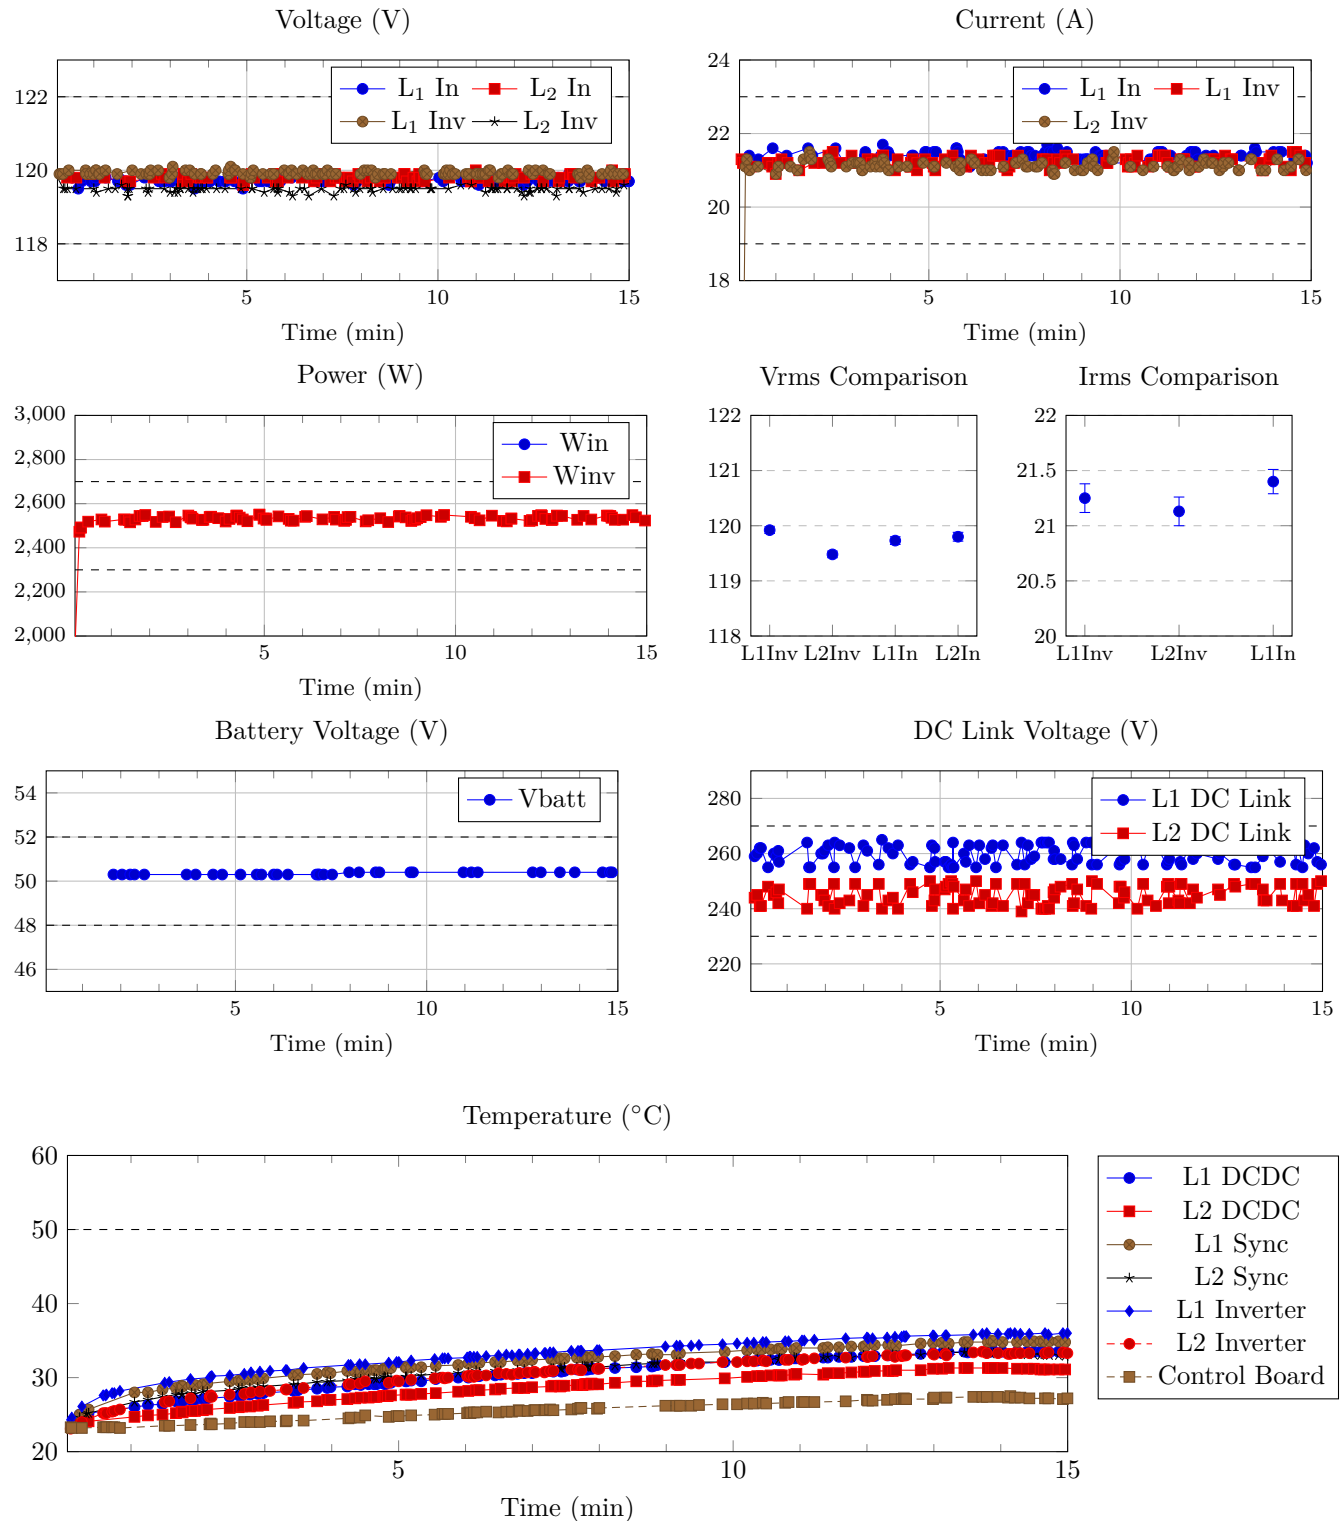 Voltage (V)
L1 In L2 In
L1 Inv L2 Inv
122
120
118
5 10 15
Time (min)
Current (A)
L1 In L1 Inv
L2 Inv
24
22
20
18
5 10 15
Time (min)
Power (W)
Win
Winv
3,000
2,800
2,600
2,400
2,200
2,000
5 10 15
Time (min)
Vrms Comparison
122
121
120
119
118
L1Inv L2Inv L1In L2In
Irms Comparison
22
21.5
21
20.5
20
L1Inv L2Inv L1In
Battery Voltage (V)
Vbatt
54
52
50
48
46
5 10 15
Time (min)
DC Link Voltage (V)
L1 DC Link
L2 DC Link
280
260
240
220
5 10 15
Time (min)
Temperature (°C)
60
50
40
30
20
5 10 15
Time (min)
L1 DCDC
L2 DCDC
L1 Sync
L2 Sync
L1 Inverter
L2 Inverter
Control Board